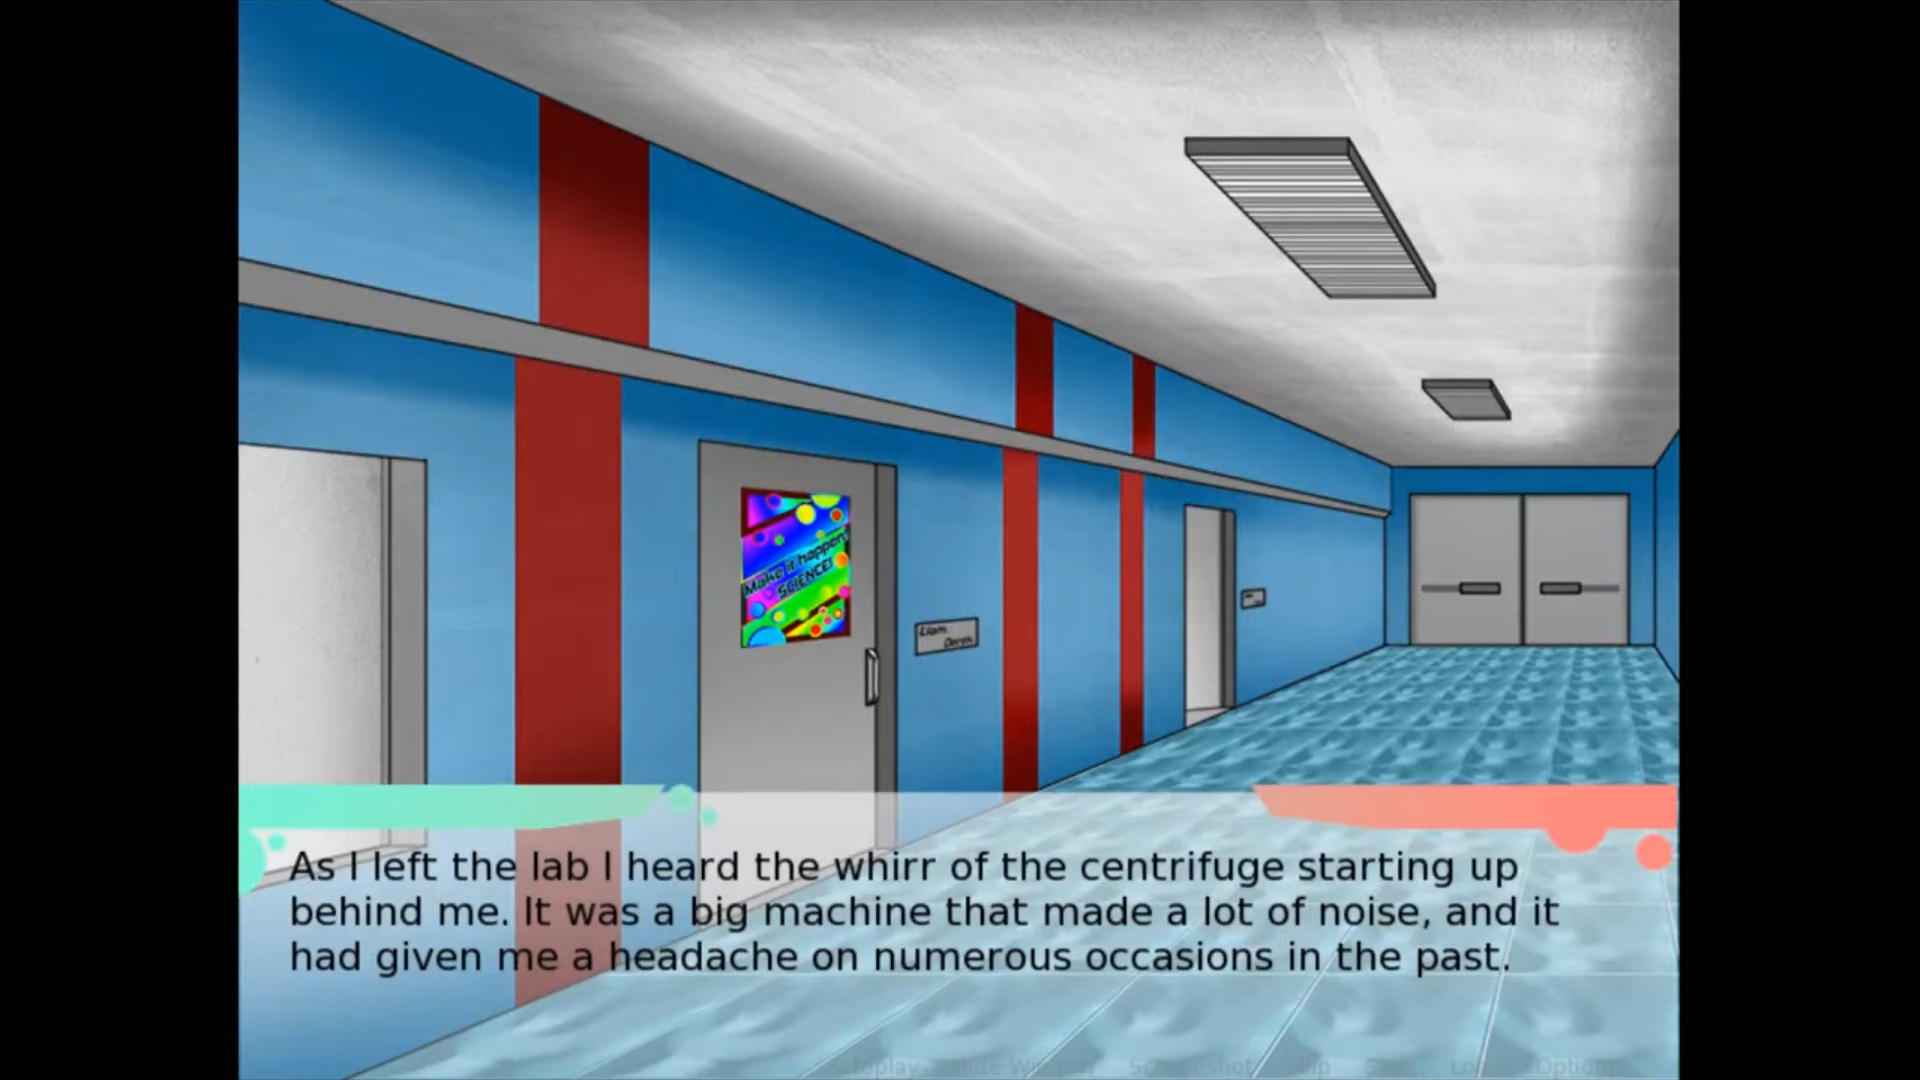 Make it happen
SCIENCE!
Liam
Derek
As I left the lab I heard the whirr of the centrifuge starting up
behind me. It was a big machine that made a lot of noise, and it
had given me a headache on numerous occasions in the past.